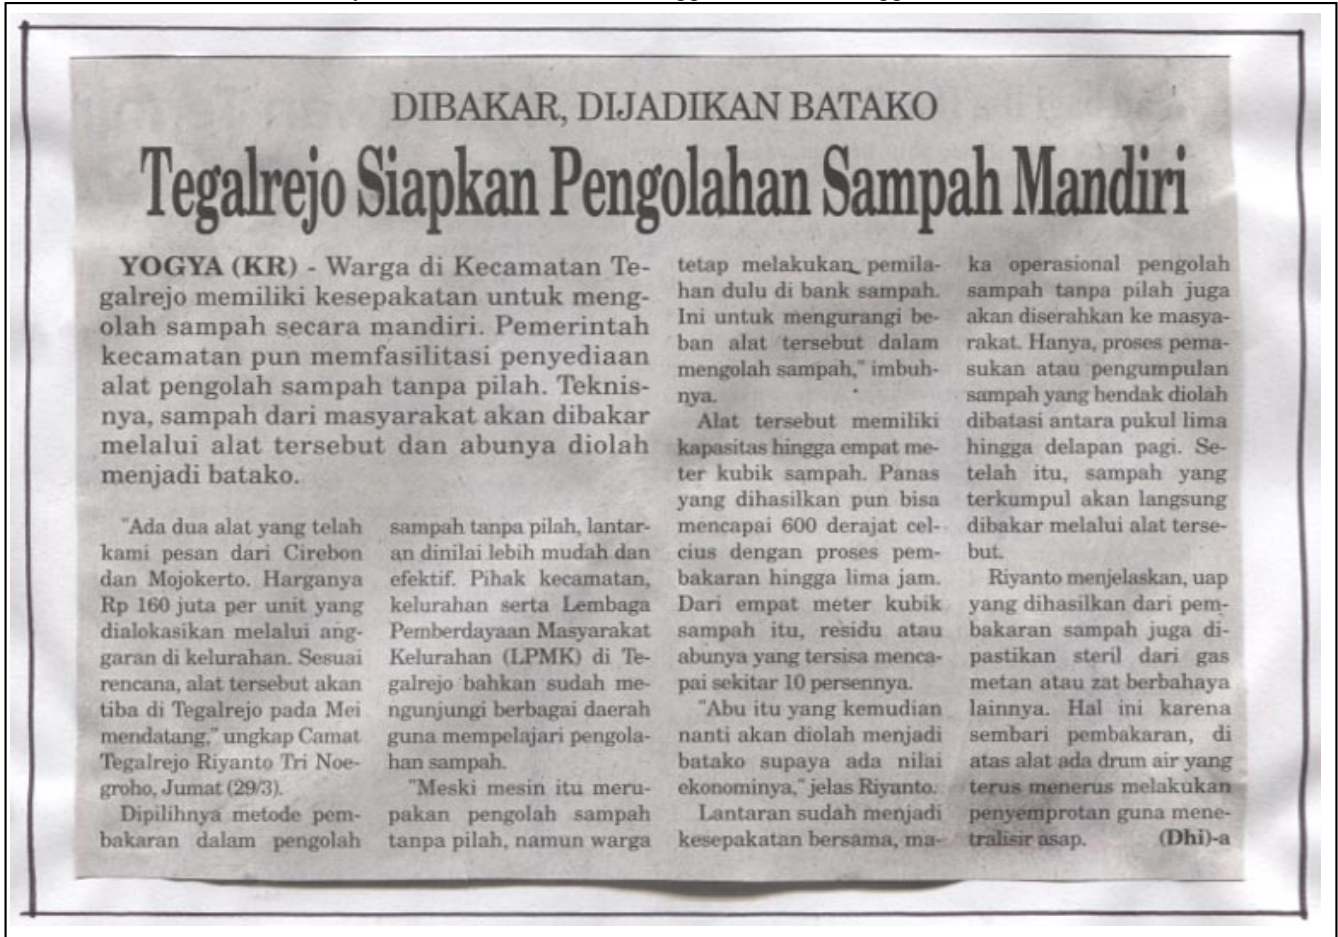 DIBAKAR, DIJADIKAN BATAKO
Tegalrejo Siapkan Pengolahan Sampah Mandiri
YOGYA (KR) - Warga di Kecamatan Te-
galrejo memiliki kesepakatan untuk meng-
olah sampah secara mandiri. Pemerintah
kecamatan pun memfasilitasi penyediaan
alat pengolah sampah tanpa pilah. Teknis-
nya, sampah dari masyarakat akan dibakar
melalui alat tersebut dan abunya diolah
menjadi batako.
"Ada dua alat yang telah
kami pesan dari Cirebon
dan Mojokerto. Harganya
Rp 160 juta per unit yang
dialokasikan melalui ang-
garan di kelurahan. Sesuai
rencana, alat tersebut akan
tiba di Tegalrejo pada Mei
mendatang," ungkap Camat
Tegalrejo Riyanto Tri Noe-
groho, Jumat (29/3).
Dipilihnya metode pem-
bakaran dalam pengolah
sampah tanpa pilah, lantar-
an dinilai lebih mudah dan
efektif. Pihak kecamatan,
kelurahan serta Lembaga
Pemberdayaan Masyarakat
Kelurahan (LPMK) di Te-
galrejo bahkan sudah me-
ngunjungi berbagai daerah
guna mempelajari pengola-
han sampah.
"Meski mesin itu meru-
pakan pengolah sampah
tanpa pilah, namun warga
tetap melakukan pemila-
han dulu di bank sampah.
Ini untuk mengurangi be-
ban alat tersebut dalam
mengolah sampah," imbuh-
nya.
Alat tersebut memiliki
kapasitas hingga empat me-
ter kubik sampah. Panas
yang dihasilkan pun bisa
mencapai 600 derajat cel-
cius dengan proses pem-
bakaran hingga lima jam.
Dari empat meter kubik
sampah itu, residu atau
abunya yang tersisa menca-
pai sekitar 10 persennya.
"Abu itu yang kemudian
nanti akan diolah menjadi
batako supaya ada nilai
ekonominya," jelas Riyanto.
Lantaran sudah menjadi
kesepakatan bersama, ma-
ka operasional pengolah
sampah tanpa pilah juga
akan diserahkan ke masya-
rakat. Hanya, proses pema-
sukan atau pengumpulan
sampah yang hendak diolah
dibatasi antara pukul lima
hingga delapan pagi. Se-
telah itu, sampah yang
terkumpul akan langsung
dibakar melalui alat terse-
but.
Riyanto menjelaskan, uap
yang dihasilkan dari pem-
bakaran sampah juga di-
pastikan steril dari gas
metan atau zat berbahaya
lainnya. Hal ini karena
sembari pembakaran, di
atas alat ada drum air yang
terus menerus melakukan
penyemprotan guna mene-
tralisir asap. (Dhi)-a